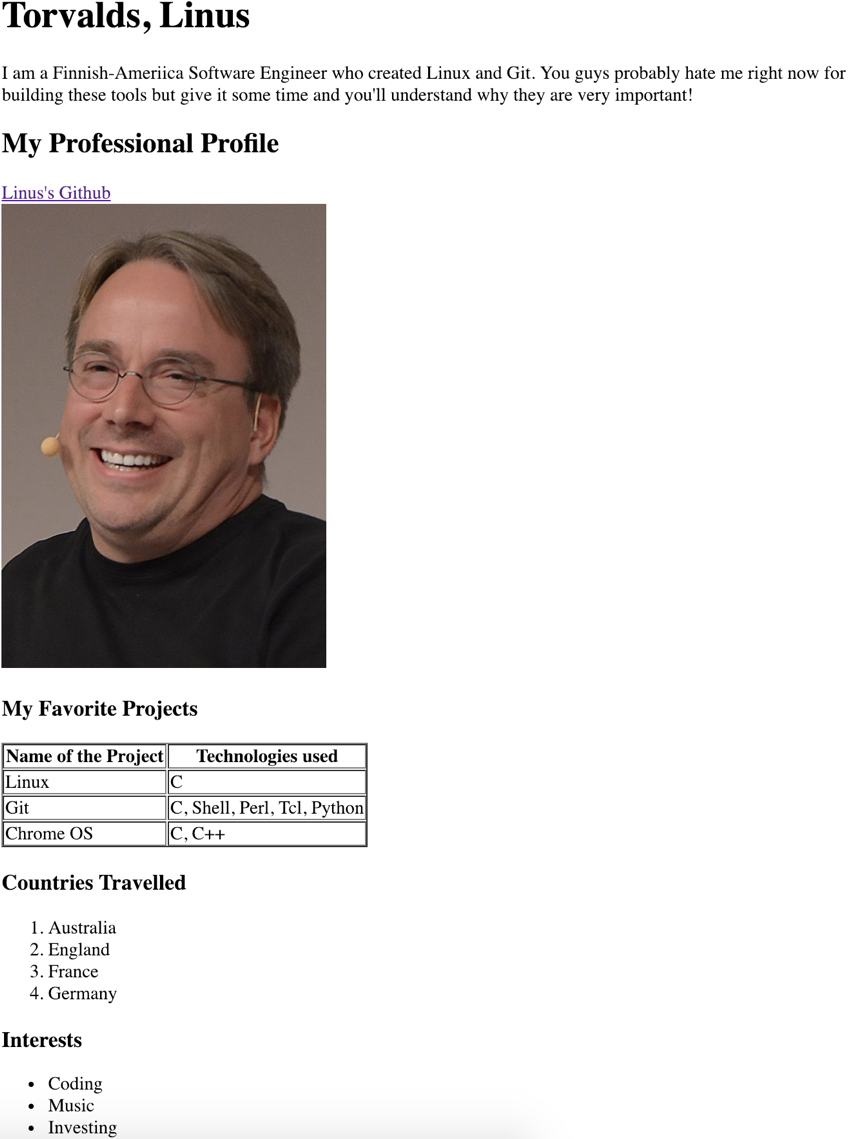 Torvalds, Linus
I am a Finnish-Ameriica Software Engineer who created Linux and Git. You guys probably hate me right now for
building these tools but give it some time and you'll understand why they are very important!
My Professional Profile
Linus's Github
My Favorite Projects
Name of the Project Technologies used
Linux C
Git C, Shell, Perl, Tcl, Python
Chrome OS C, C++
Countries Travelled
1. Australia
2. England
3. France
4. Germany
Interests
• Coding
• Music
• Investing